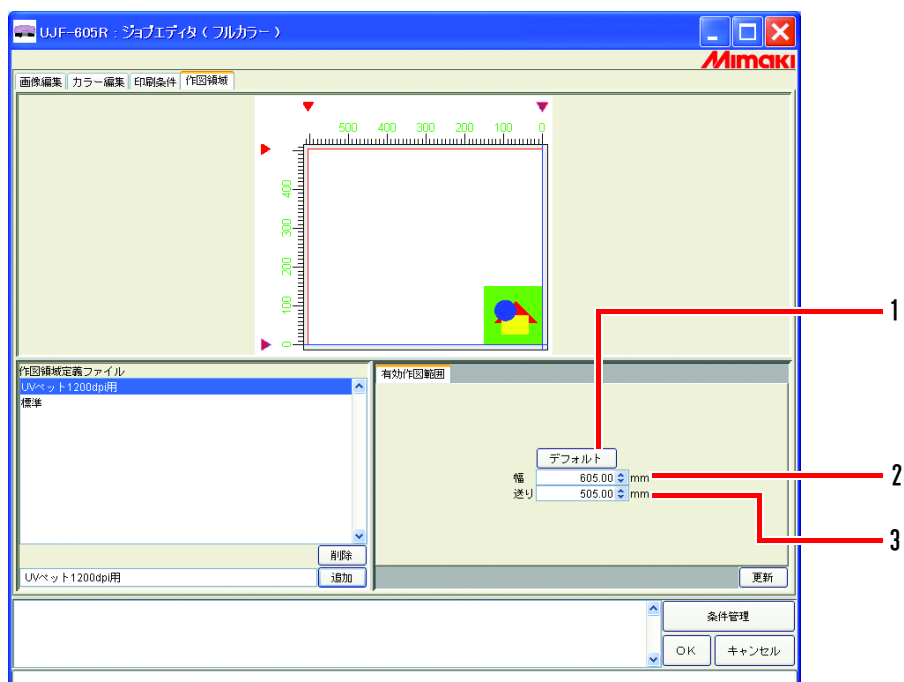 UJF-605R : ジョブエディタ ( フルカラー )
Mimaki
画像編集 カラー編集 印刷条件 作図領域
500 400 300 200 100 0
400
300
200
100
0
1
作図領域定義ファイル
UVペット1200dpi用
標準
有効作図範囲
デフォルト
幅 605.00 mm
2
送り 505.00 mm
3
削除
UVペット1200dpi用 追加
更新
条件管理
OK キャンセル